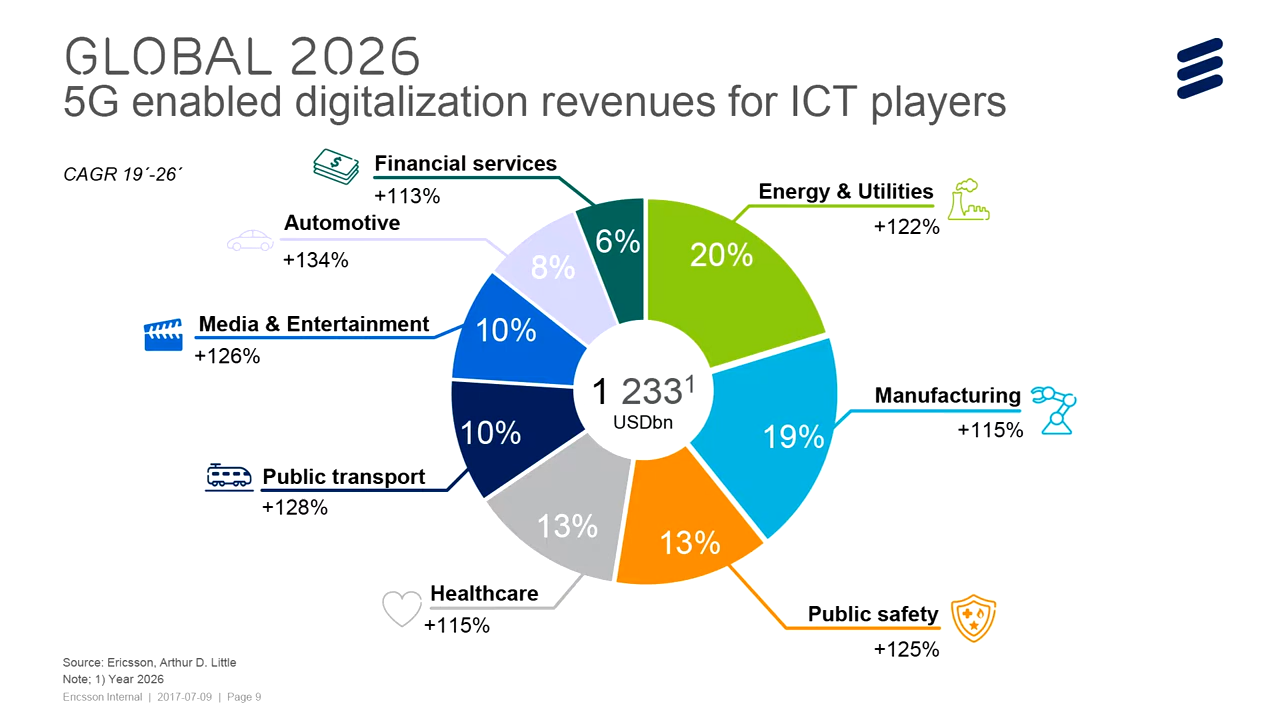 GLOBAL 2026
5G enabled digitalization revenues for ICT players
CAGR 19´-26´
Financial services
+113%
Energy & Utilities
+122%
Automotive
+134%
6%
20%
8%
Media & Entertainment
+126%
10%
1 233¹
USDbn
Manufacturing
+115%
19%
10%
Public transport
+128%
13%
13%
Healthcare
+115%
Public safety
+125%
Source: Ericsson, Arthur D. Little
Note; 1) Year 2026
Ericsson Internal | 2017-07-09 | Page 9